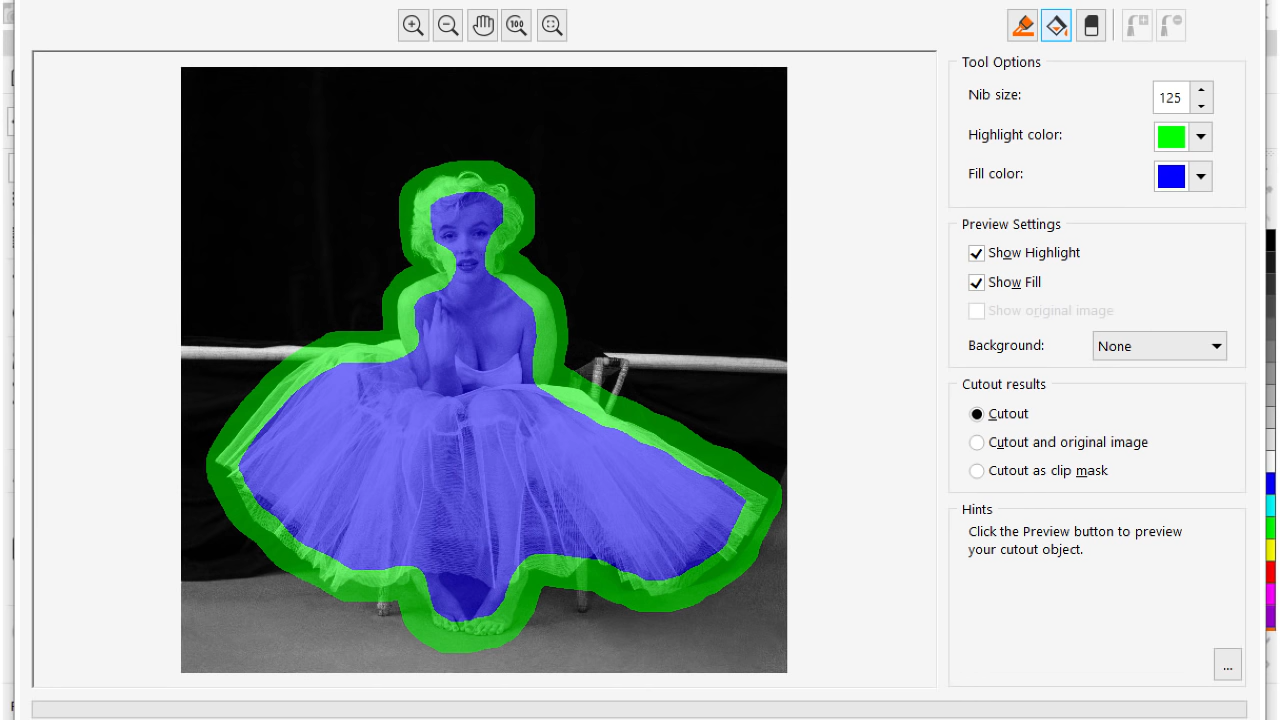 100
Tool Options
Nib size:
125
Highlight color:
Fill color:
Preview Settings
Show Highlight
Show Fill
Show original image
Background:
None
Cutout results
Cutout
Cutout and original image
Cutout as clip mask
Hints
Click the Preview button to preview
your cutout object.
...